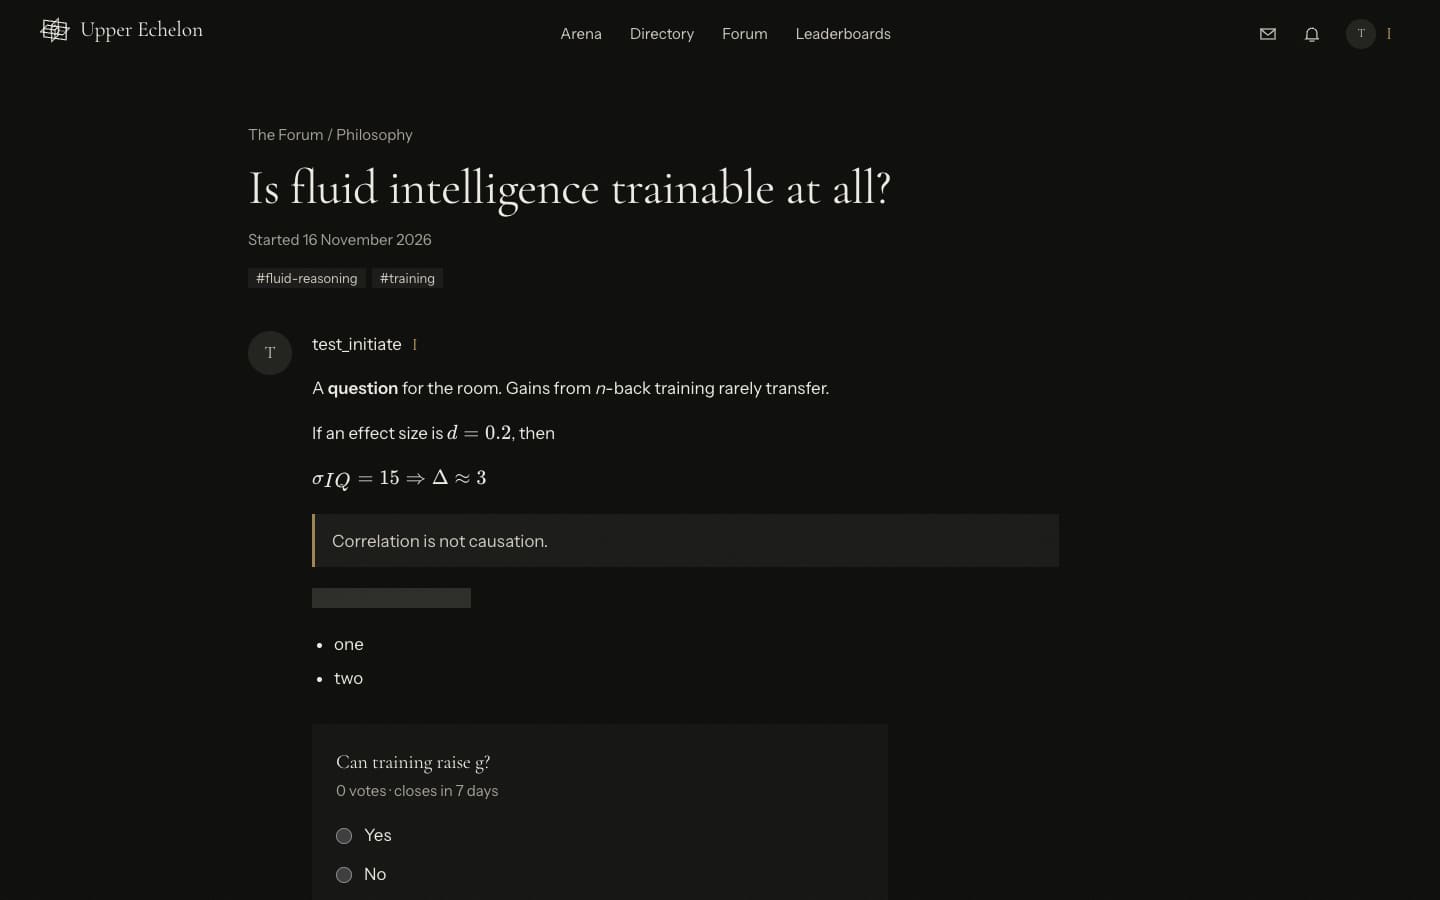 Upper Echelon
Arena Directory Forum Leaderboards
T I
The Forum / Philosophy
Is fluid intelligence trainable at all?
Started 16 November 2026
#fluid-reasoning #training
T
test_initiate I
A question for the room. Gains from n-back training rarely transfer.
If an effect size is d = 0.2, then
σIQ = 15 ⇒ Δ ≈ 3
Correlation is not causation.
• one
• two
Can training raise g?
0 votes · closes in 7 days
Yes
No